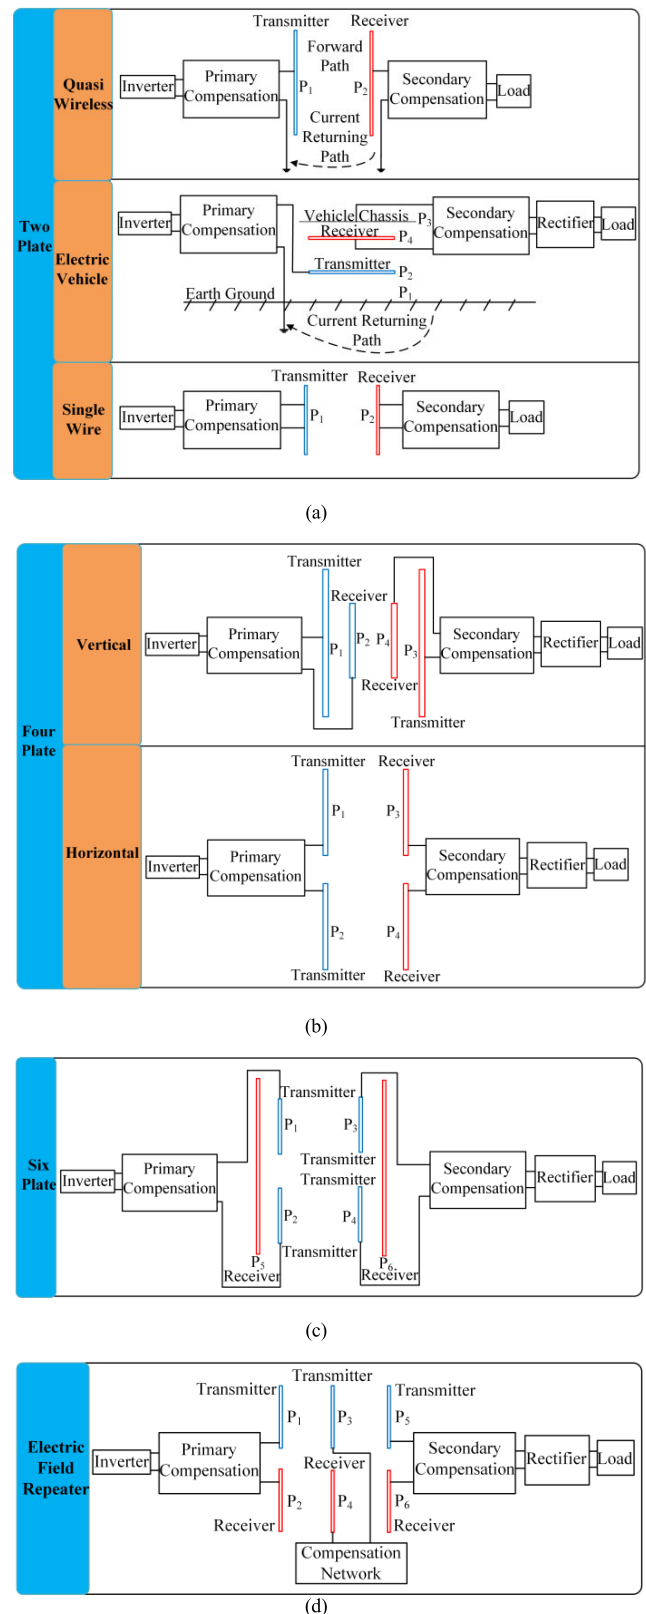 Two
Plate
Quasi
Wireless
Inverter
Primary
Compensation
Transmitter
P1
Forward
Path
Current
Returning
Path
Receiver
P2
Secondary
Compensation
Load
Electric
Vehicle
Inverter
Primary
Compensation
Vehicle Chassis
P3
Receiver
P4
Transmitter
P2
P1
Earth Ground
Current Returning
Path
Secondary
Compensation
Rectifier
Load
Single
Wire
Inverter
Primary
Compensation
Transmitter
P1
Receiver
P2
Secondary
Compensation
Load
(a)
Four
Plate
Vertical
Inverter
Primary
Compensation
Transmitter
P1
Receiver
P2
P4
Receiver
P3
Transmitter
Secondary
Compensation
Rectifier
Load
Horizontal
Inverter
Primary
Compensation
Transmitter
P1
P2
Transmitter
Receiver
P3
P4
Receiver
Secondary
Compensation
Rectifier
Load
(b)
Six
Plate
Inverter
Primary
Compensation
Transmitter
P1
P3
Transmitter
Transmitter
P2
P4
Transmitter
P5
Receiver
P6
Receiver
Secondary
Compensation
Rectifier
Load
(c)
Electric
Field
Repeater
Inverter
Primary
Compensation
Transmitter
P1
P2
Receiver
Transmitter
P3
Receiver
P4
Compensation
Network
Transmitter
P5
P6
Receiver
Secondary
Compensation
Rectifier
Load
(d)